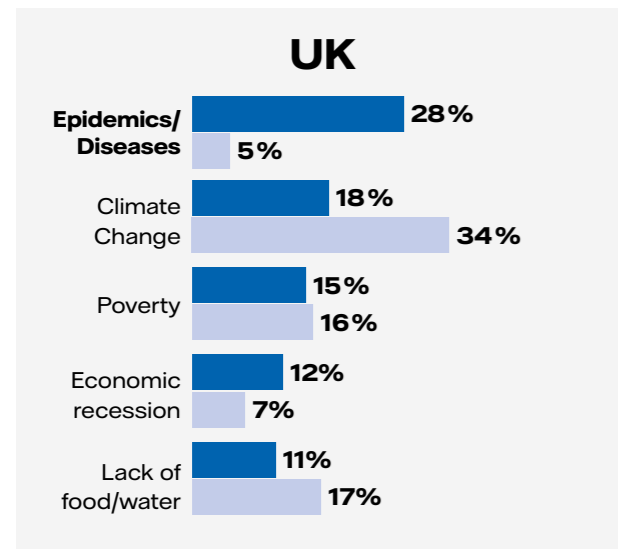 UK
Epidemics/
Diseases
28%
5%
Climate
Change
18%
34%
Poverty
15%
16%
Economic
recession
12%
7%
Lack of
food/water
11%
17%